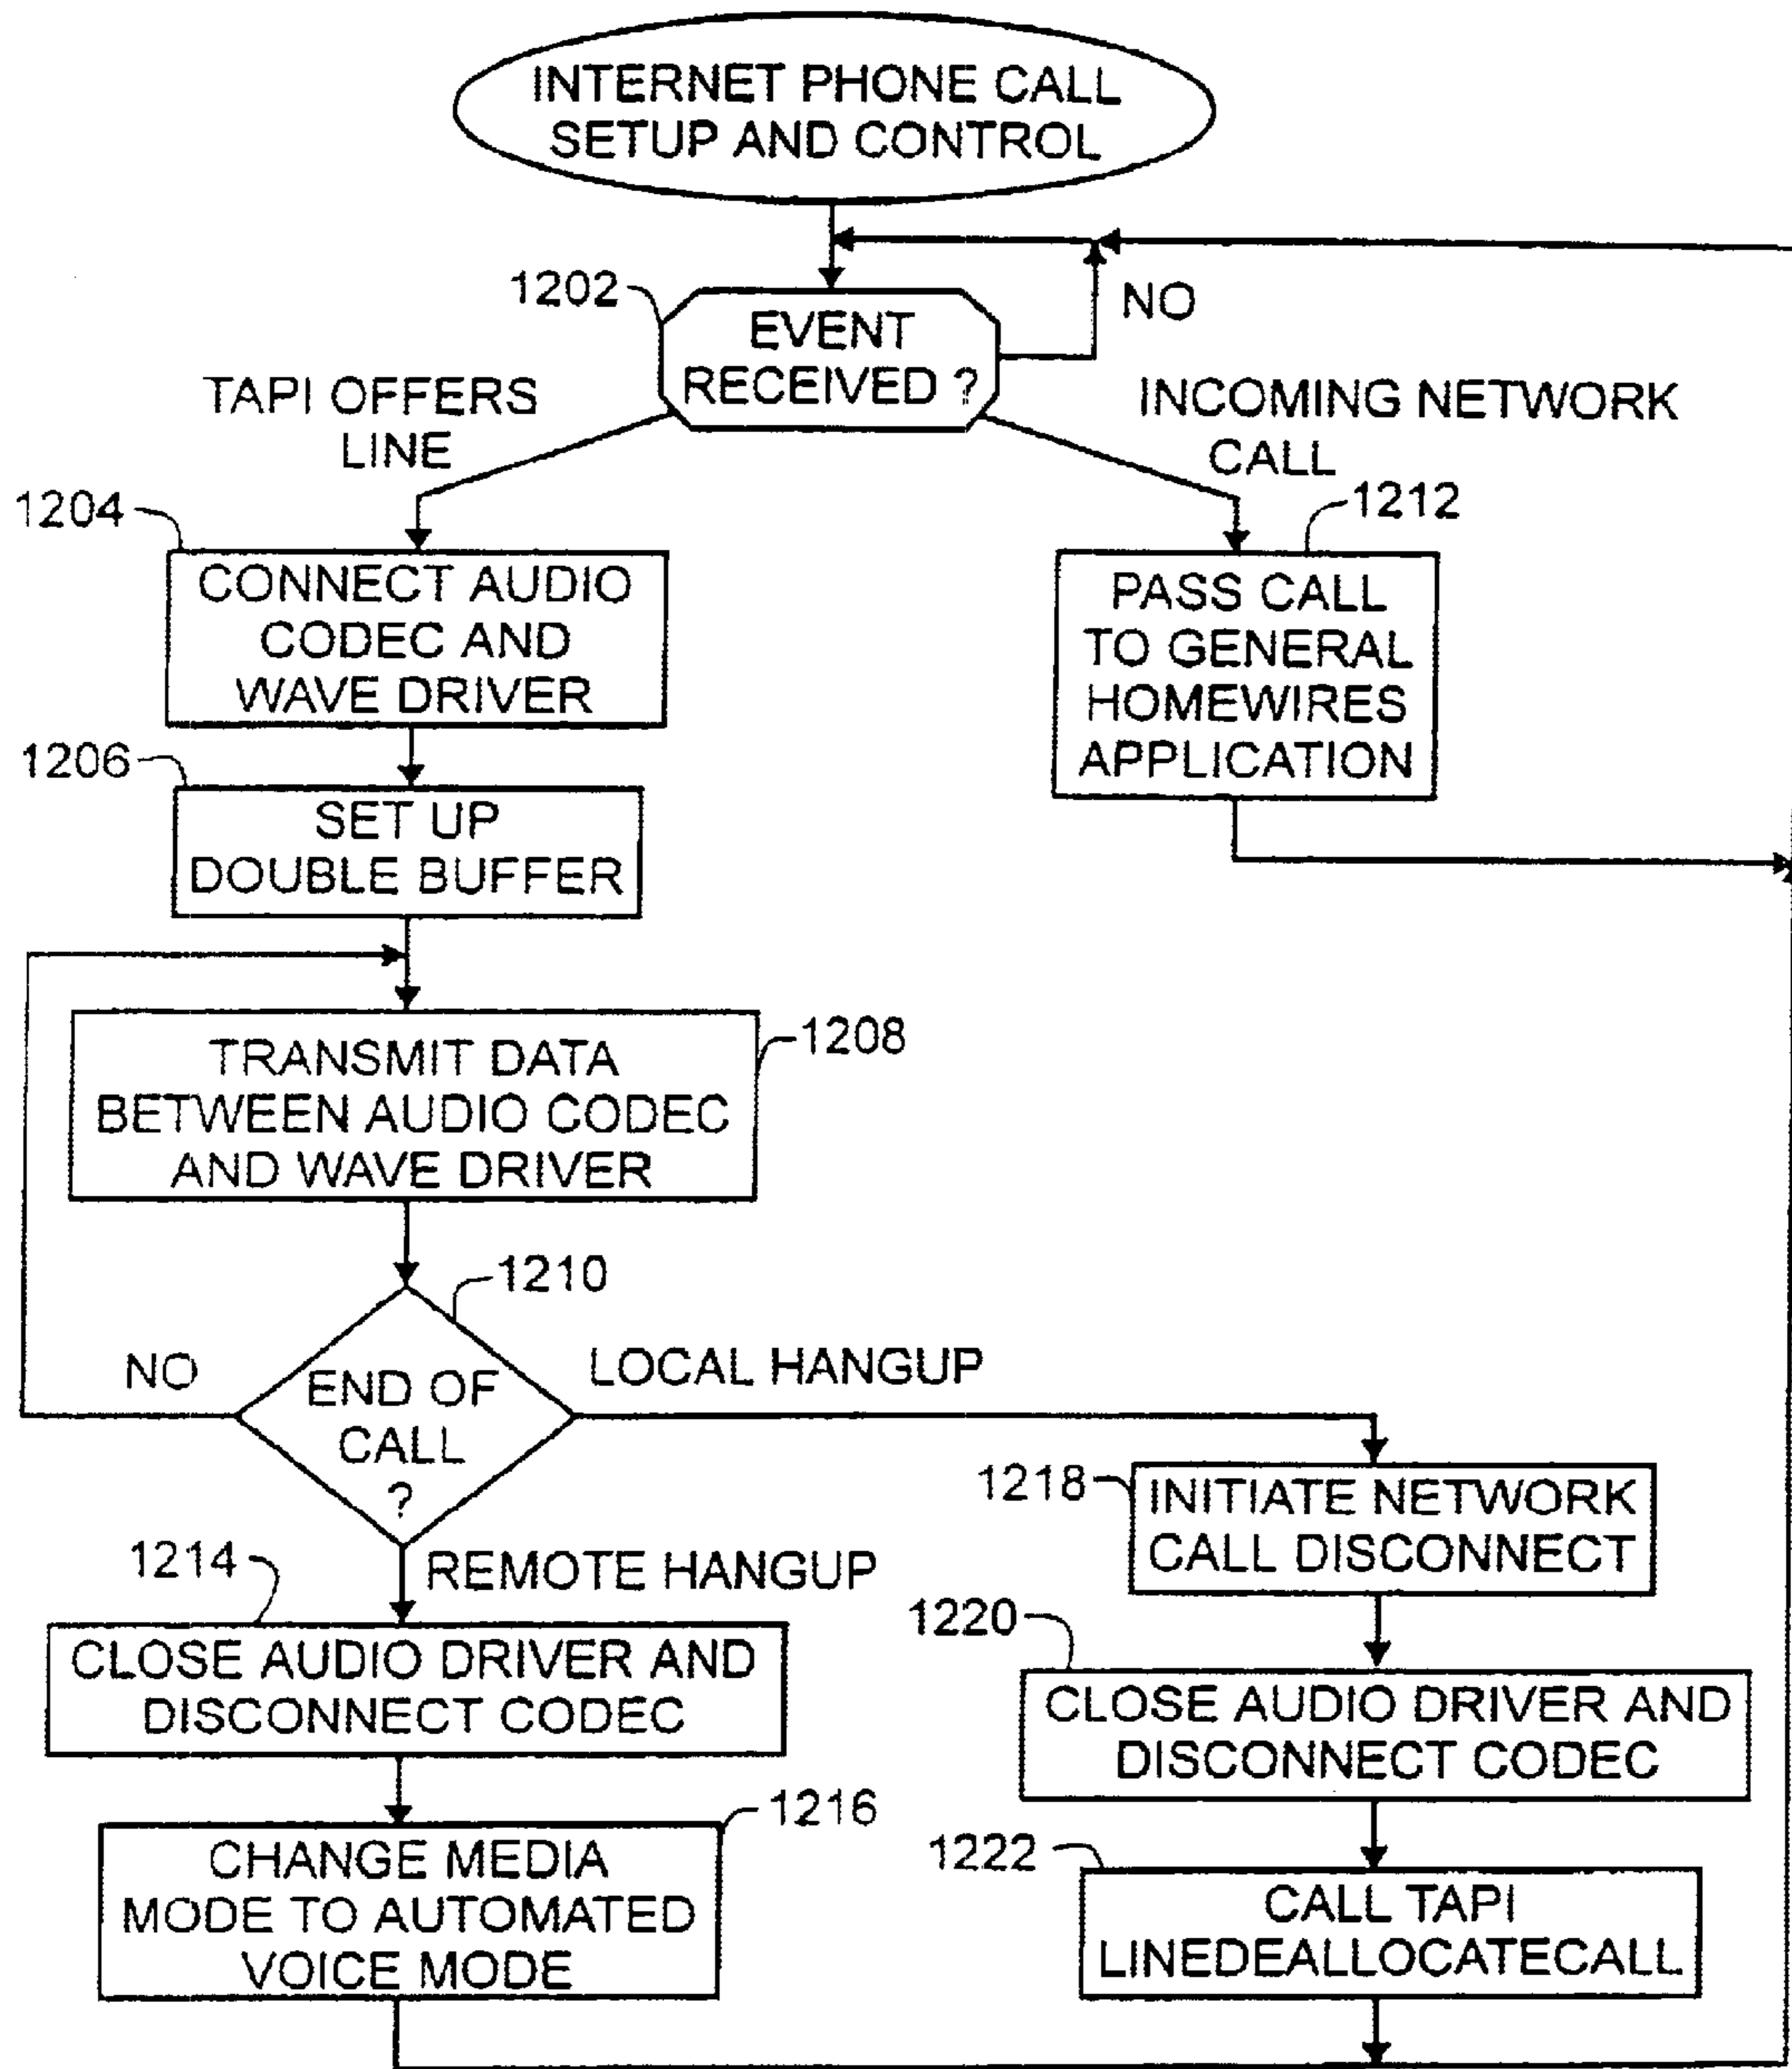 INTERNET PHONE CALL
SETUP AND CONTROL
1202
EVENT
RECEIVED ?
NO
TAPI OFFERS
LINE
INCOMING NETWORK
CALL
1204
CONNECT AUDIO
CODEC AND
WAVE DRIVER
1212
PASS CALL
TO GENERAL
HOMEWIRES
APPLICATION
1206
SET UP
DOUBLE BUFFER
1208
TRANSMIT DATA
BETWEEN AUDIO CODEC
AND WAVE DRIVER
1210
END OF
CALL
?
NO
LOCAL HANGUP
REMOTE HANGUP
1214
CLOSE AUDIO DRIVER AND
DISCONNECT CODEC
1216
CHANGE MEDIA
MODE TO AUTOMATED
VOICE MODE
1218
INITIATE NETWORK
CALL DISCONNECT
1220
CLOSE AUDIO DRIVER AND
DISCONNECT CODEC
1222
CALL TAPI
LINEDEALLOCATECALL